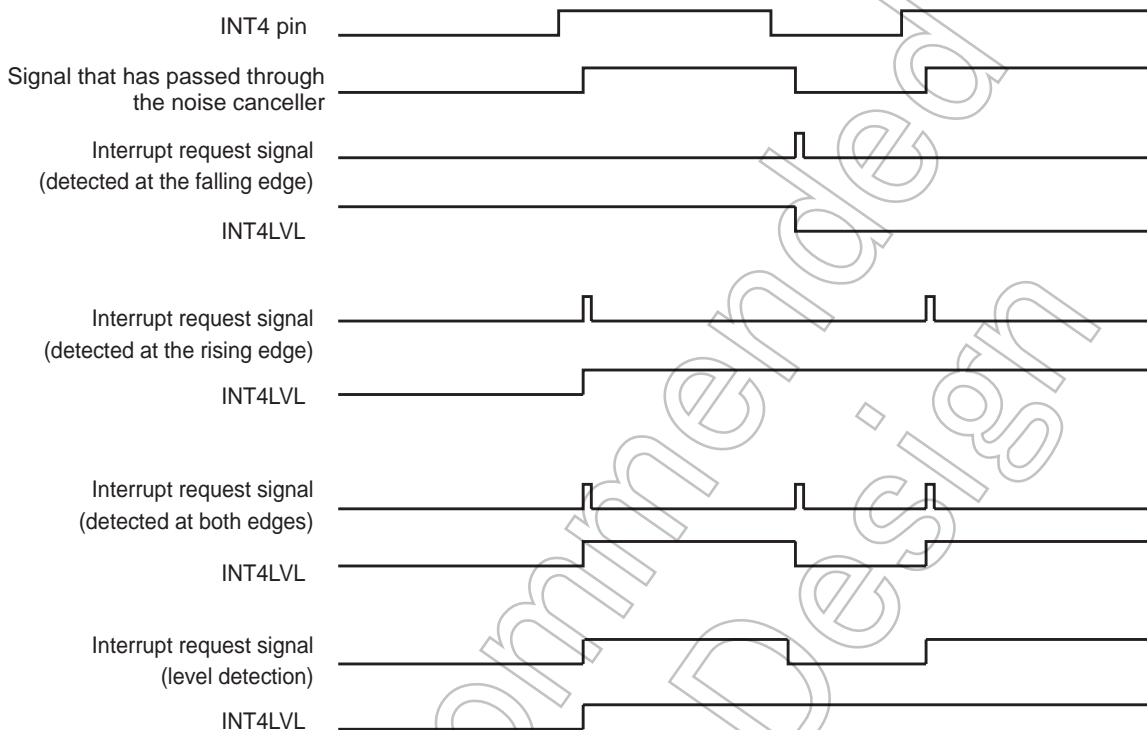 INT4 pin
Signal that has passed through
the noise canceller
Interrupt request signal
(detected at the falling edge)
INT4LVL
Interrupt request signal
(detected at the rising edge)
INT4LVL
Interrupt request signal
(detected at both edges)
INT4LVL
Interrupt request signal
(level detection)
INT4LVL
ommended
Design